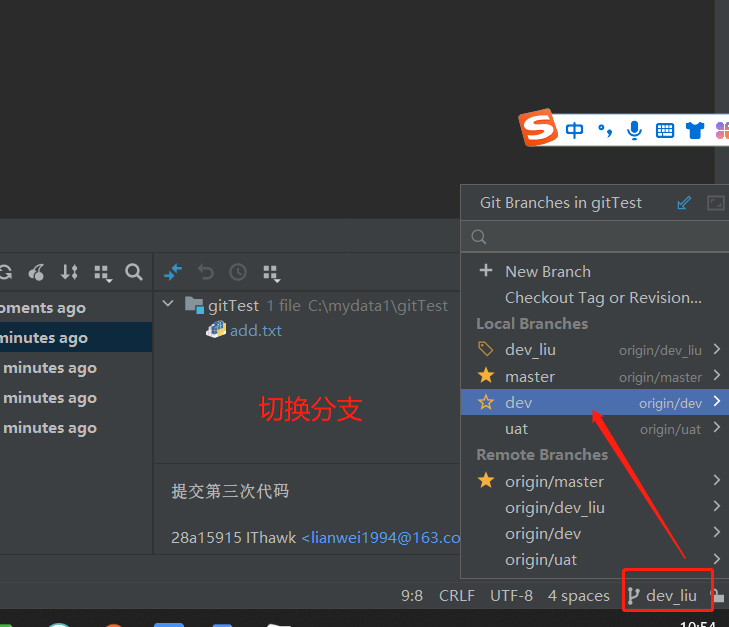 中
Git Branches in gitTest
New Branch
Checkout Tag or Revision...
Local Branches
dev_liu origin/dev_liu
master origin/master
dev origin/dev
uat origin/uat
Remote Branches
origin/master
origin/dev_liu
origin/dev
origin/uat
oments ago
minutes ago
minutes ago
minutes ago
minutes ago
gitTest 1 file C:\mydata1\gitTest
add.txt
切换分支
提交第三次代码
28a15915 IThawk <lianwei1994@163.co
9:8 CRLF UTF-8 4 spaces dev_liu
10:54